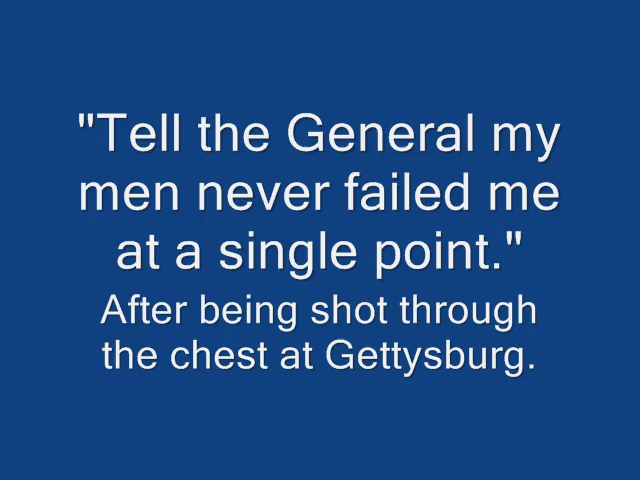 "Tell the General my
men never failed me
at a single point."
After being shot through
the chest at Gettysburg.